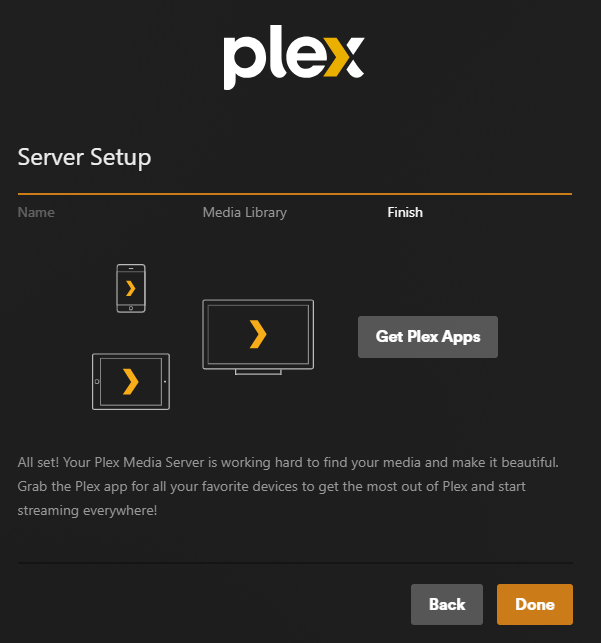 plex
Server Setup
Name Media Library Finish
Get Plex Apps
All set! Your Plex Media Server is working hard to find your media and make it beautiful.
Grab the Plex app for all your favorite devices to get the most out of Plex and start
streaming everywhere!
Back Done